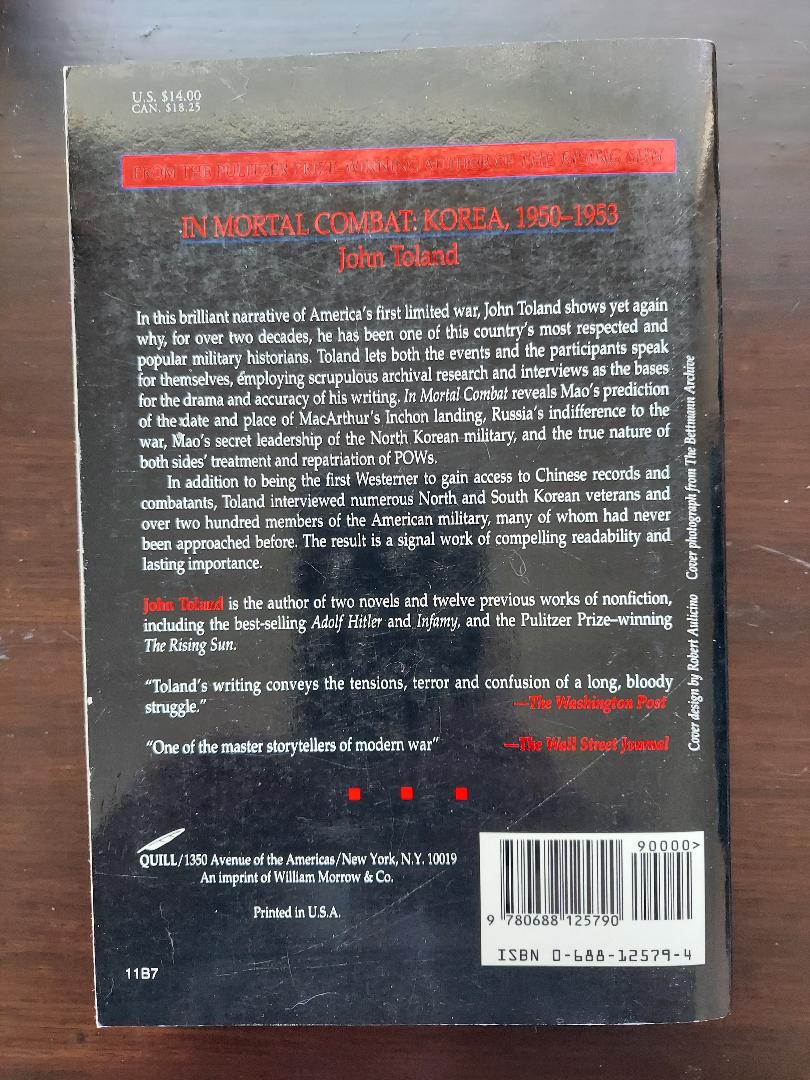 U.S. $14.00
CAN. $18.25
FROM THE PULITZER PRIZE-WINNING AUTHOR OF THE RISING SUN
IN MORTAL COMBAT: KOREA, 1950–1953
John Toland
In this brilliant narrative of America's first limited war, John Toland shows yet again
why, for over two decades, he has been one of this country's most respected and
popular military historians. Toland lets both the events and the participants speak
for themselves, employing scrupulous archival research and interviews as the bases
for the drama and accuracy of his writing. In Mortal Combat reveals Mao's prediction
of the date and place of MacArthur's Inchon landing, Russia's indifference to the
war, Mao's secret leadership of the North Korean military, and the true nature of
both sides' treatment and repatriation of POWs.
In addition to being the first Westerner to gain access to Chinese records and
combatants, Toland interviewed numerous North and South Korean veterans and
over two hundred members of the American military, many of whom had never
been approached before. The result is a signal work of compelling readability and
lasting importance.
John Toland is the author of two novels and twelve previous works of nonfiction,
including the best-selling Adolf Hitler and Infamy, and the Pulitzer Prize–winning
The Rising Sun.
“Toland's writing conveys the tensions, terror and confusion of a long, bloody
struggle.” —The Washington Post
“One of the master storytellers of modern war” —The Wall Street Journal
Cover design by Robert Aulicino Cover photograph from The Bettmann Archive
QUILL/1350 Avenue of the Americas/New York, N.Y. 10019
An imprint of William Morrow & Co.
Printed in U.S.A.
11B7
90000>
9 780688 125790
ISBN 0-688-12579-4